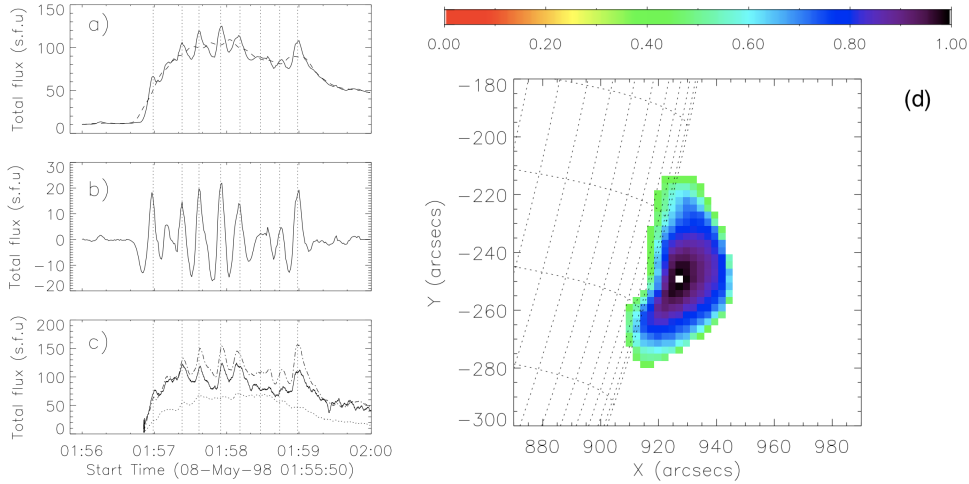 a)
Total flux (s.f.u)
150
100
50
0
b)
Total flux (s.f.u)
30
20
10
0
−10
−20
c)
Total flux (s.f.u)
200
150
100
50
0
01:56 01:57 01:58 01:59 02:00
Start Time (08−May−98 01:55:50)
0.00 0.20 0.40 0.60 0.80 1.00
(d)
Y (arcsecs)
−180
−200
−220
−240
−260
−280
−300
880 900 920 940 960 980
X (arcsecs)